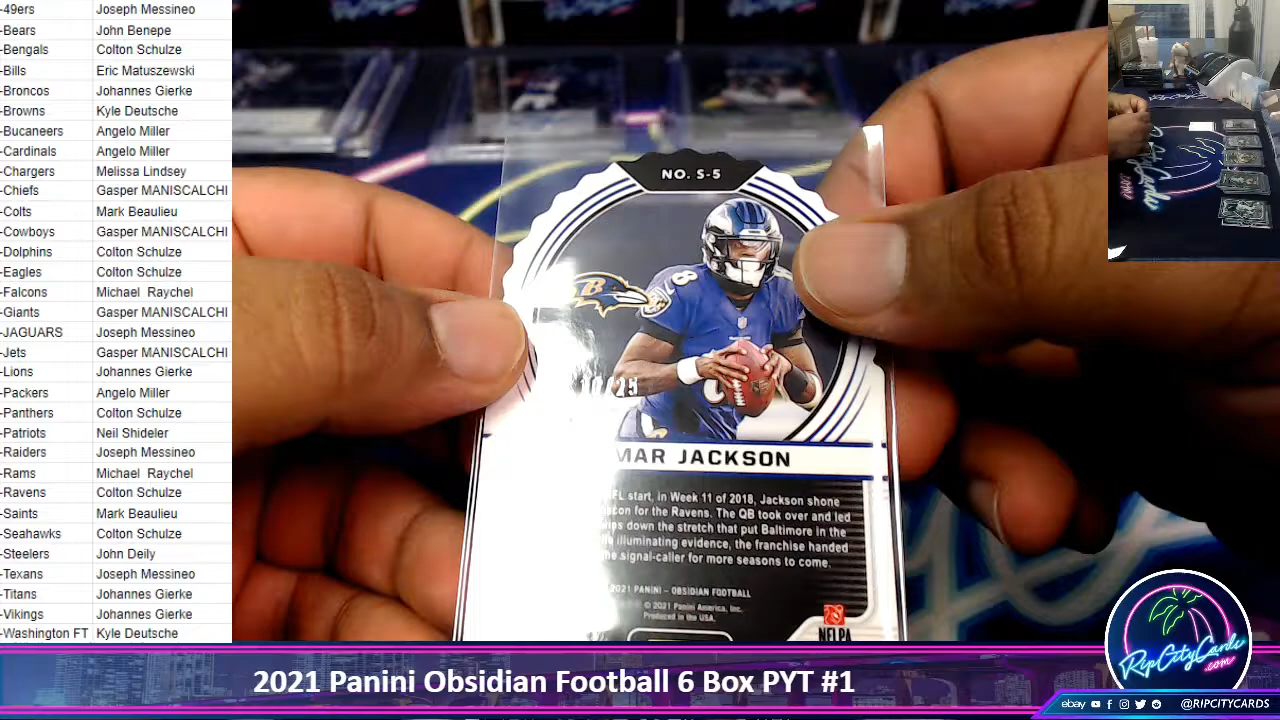 -49ers Joseph Messineo
-Bears John Benepe
-Bengals Colton Schulze
-Bills Eric Matuszewski
-Broncos Johannes Gierke
-Browns Kyle Deutsche
-Bucaneers Angelo Miller
-Cardinals Angelo Miller
-Chargers Melissa Lindsey
-Chiefs Gasper MANISCALCHI
-Colts Mark Beaulieu
-Cowboys Gasper MANISCALCHI
-Dolphins Colton Schulze
-Eagles Colton Schulze
-Falcons Michael Raychel
-Giants Gasper MANISCALCHI
-JAGUARS Joseph Messineo
-Jets Gasper MANISCALCHI
-Lions Johannes Gierke
-Packers Angelo Miller
-Panthers Colton Schulze
-Patriots Neil Shideler
-Raiders Joseph Messineo
-Rams Michael Raychel
-Ravens Colton Schulze
-Saints Mark Beaulieu
-Seahawks Colton Schulze
-Steelers John Deily
-Texans Joseph Messineo
-Titans Johannes Gierke
-Vikings Johannes Gierke
-Washington FT Kyle Deutsche
NO. S-5
B
8
/25
MAR JACKSON
FL start, in Week 11 of 2018, Jackson shone
con for the Ravens. The QB took over and led
ips down the stretch that put Baltimore in the
illuminating evidence, the franchise handed
signal-caller for more seasons to come.
2021 PANINI - OBSIDIAN FOOTBALL
© 2021 Panini America, Inc.
Produced in the USA.
NFLPA
RipCityCards
.com
2021 Panini Obsidian Football 6 Box PYT #1
ebay @RIPCITYCARDS